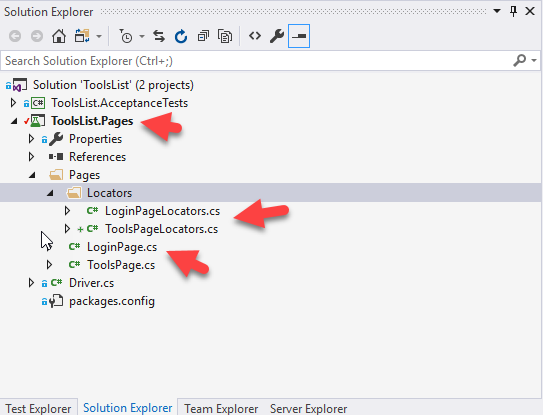 Solution Explorer
Search Solution Explorer (Ctrl+;)
Solution 'ToolsList' (2 projects)
C# ToolsList.AcceptanceTests
ToolsList.Pages
Properties
References
Pages
Locators
C# LoginPageLocators.cs
C# ToolsPageLocators.cs
C# LoginPage.cs
C# ToolsPage.cs
C# Driver.cs
packages.config
Test Explorer Solution Explorer Team Explorer Server Explorer